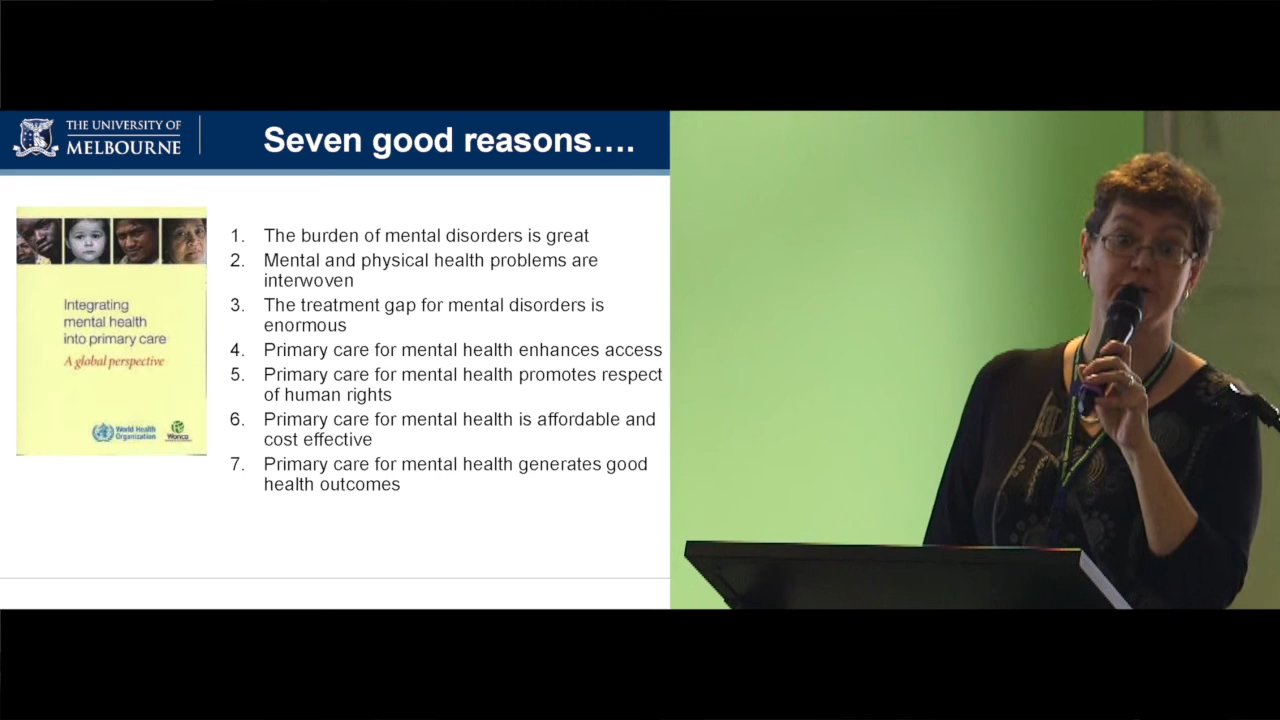 THE UNIVERSITY OF
MELBOURNE
Seven good reasons....
Integrating
mental health
into primary care
A global perspective
World Health
Organization
Wonca
1. The burden of mental disorders is great
2. Mental and physical health problems are
interwoven
3. The treatment gap for mental disorders is
enormous
4. Primary care for mental health enhances access
5. Primary care for mental health promotes respect
of human rights
6. Primary care for mental health is affordable and
cost effective
7. Primary care for mental health generates good
health outcomes